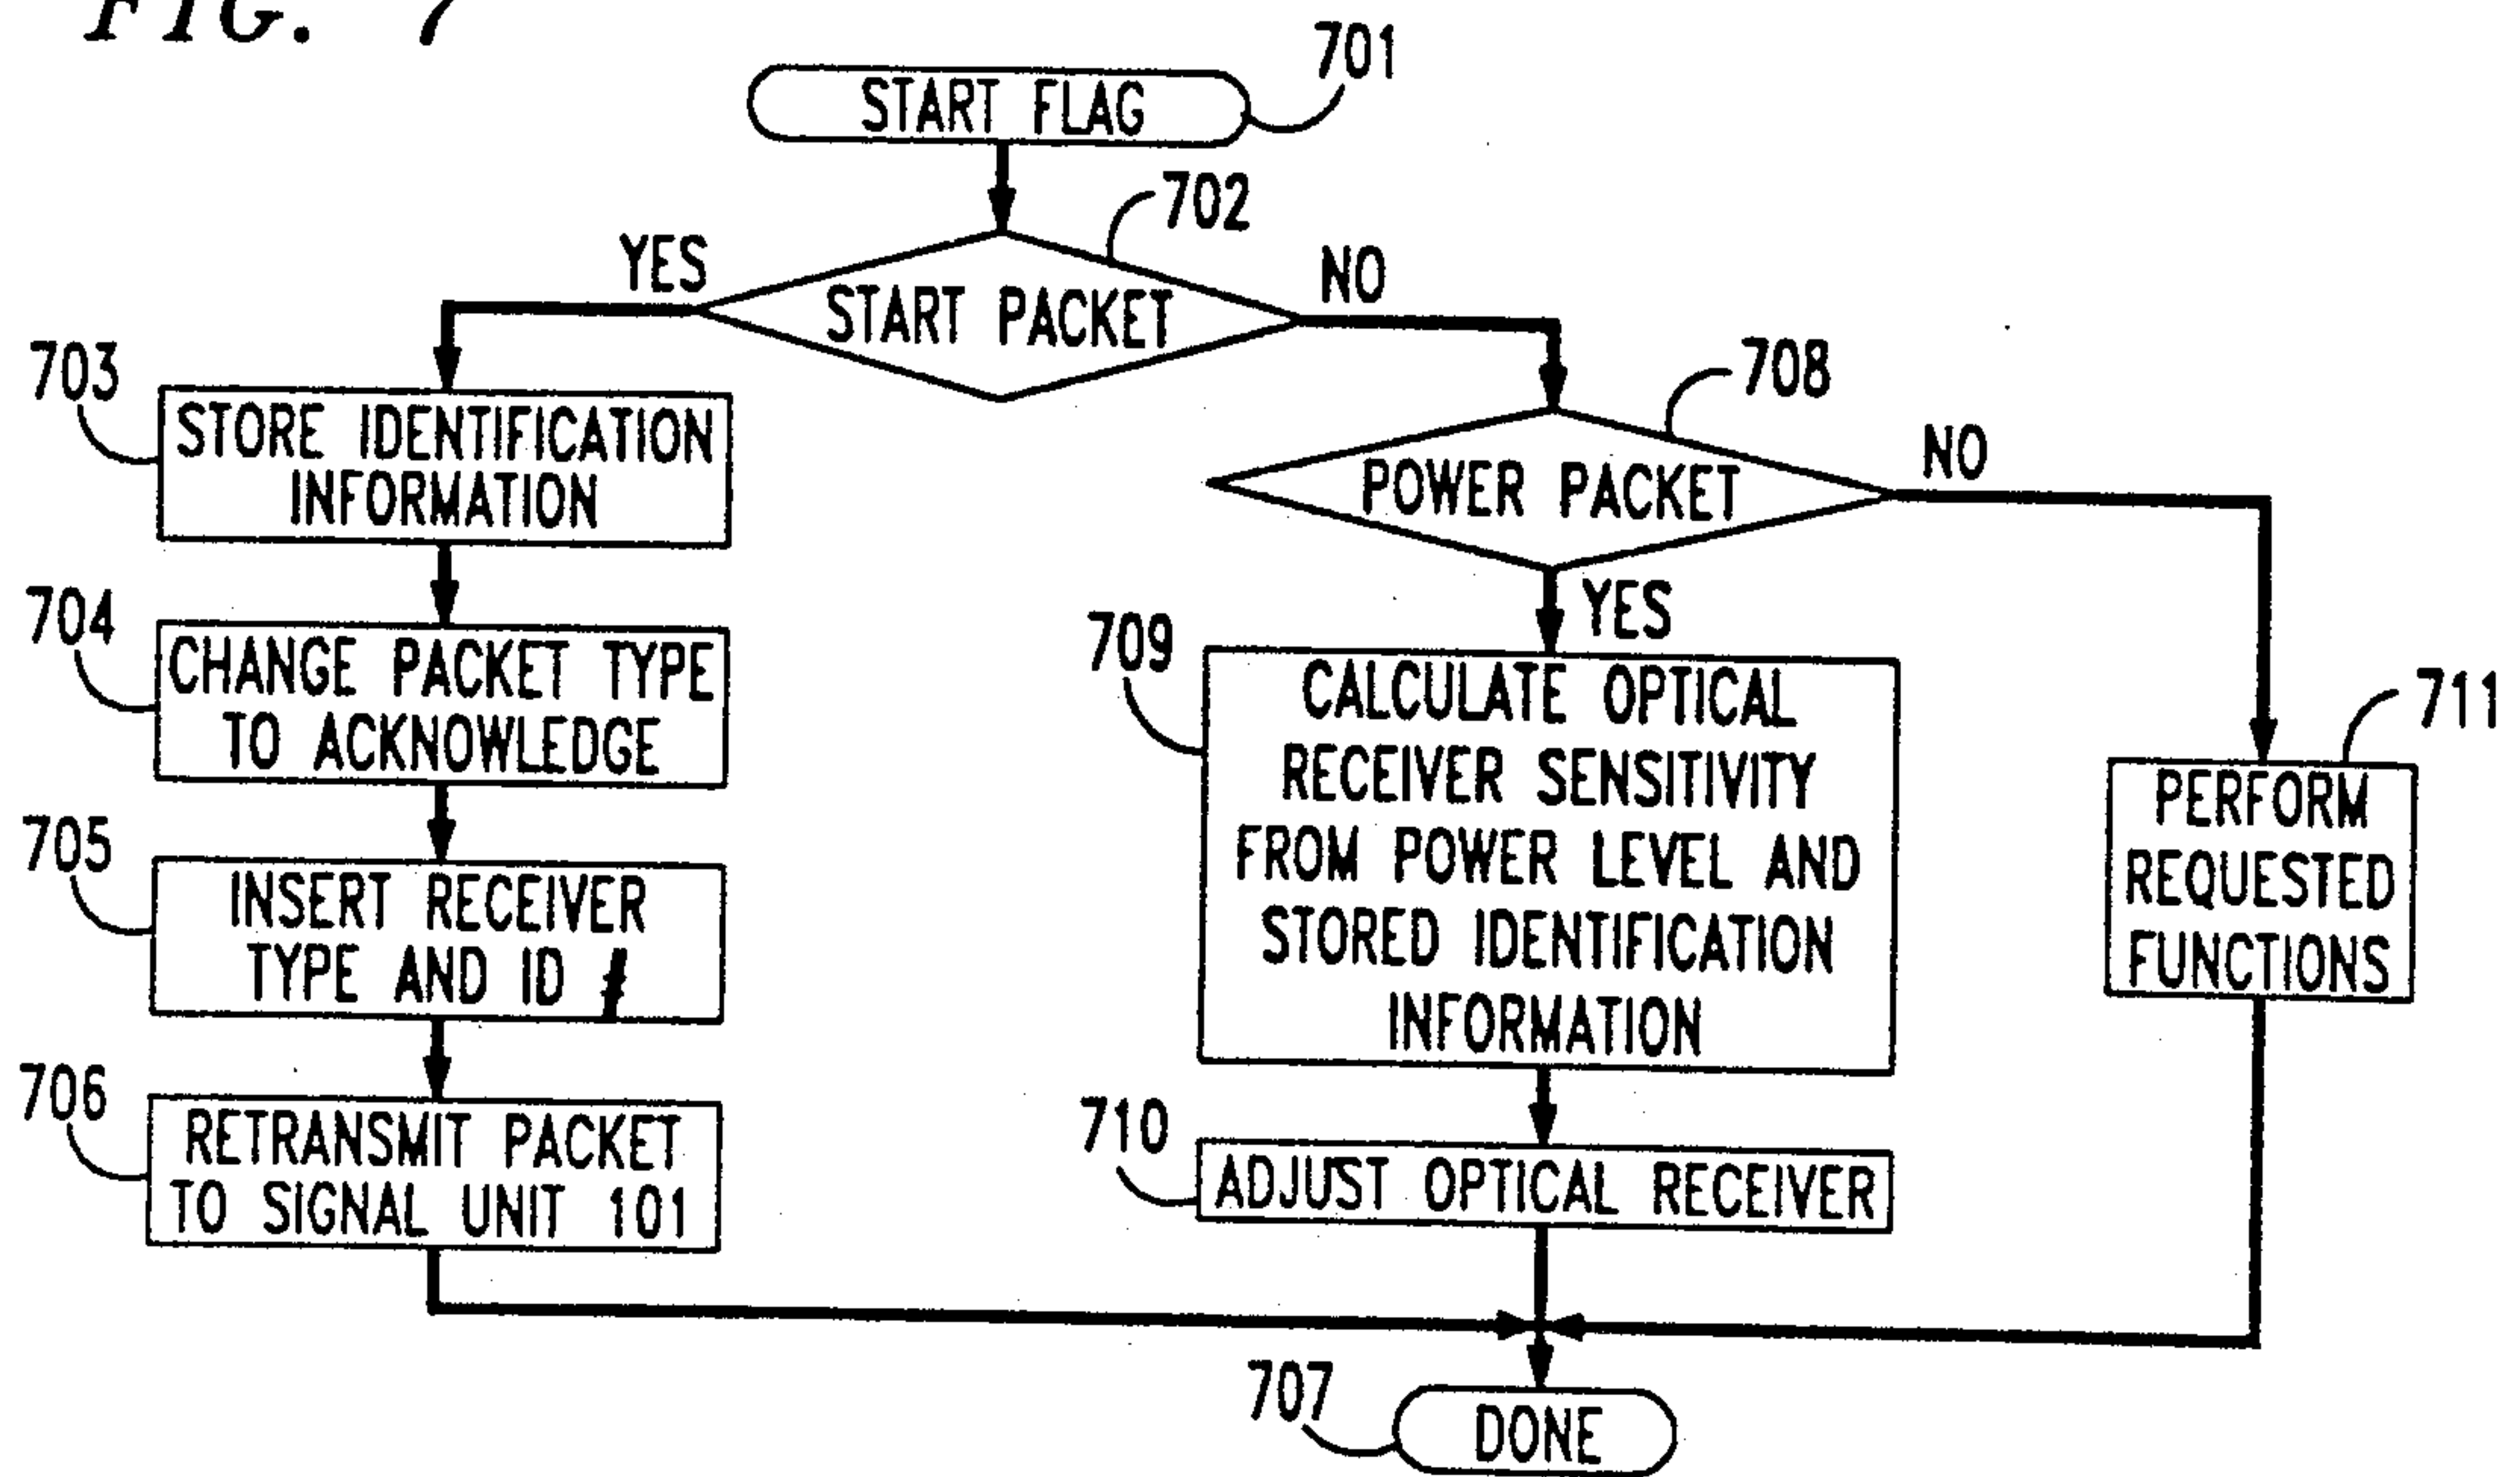 FIG. 7
701
START FLAG
702
YES
START PACKET
NO
703
STORE IDENTIFICATION
INFORMATION
708
POWER PACKET
NO
YES
704
CHANGE PACKET TYPE
TO ACKNOWLEDGE
709
CALCULATE OPTICAL
RECEIVER SENSITIVITY
FROM POWER LEVEL AND
STORED IDENTIFICATION
INFORMATION
711
PERFORM
REQUESTED
FUNCTIONS
705
INSERT RECEIVER
TYPE AND ID
706
RETRANSMIT PACKET
TO SIGNAL UNIT 101
710
ADJUST OPTICAL RECEIVER
707
DONE